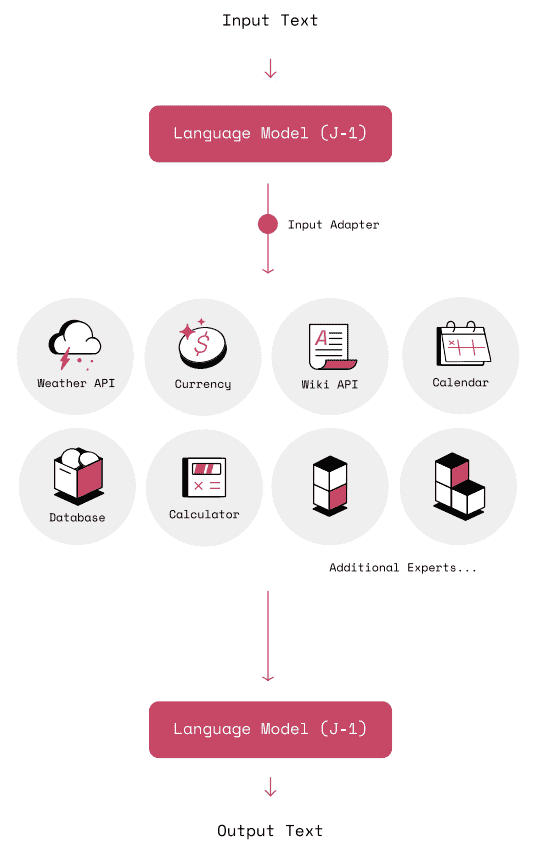 Input Text
Language Model (J-1)
Input Adapter
Weather API
Currency
$
A
Wiki API
Calendar
Database
Calculator
Additional Experts...
Language Model (J-1)
Output Text